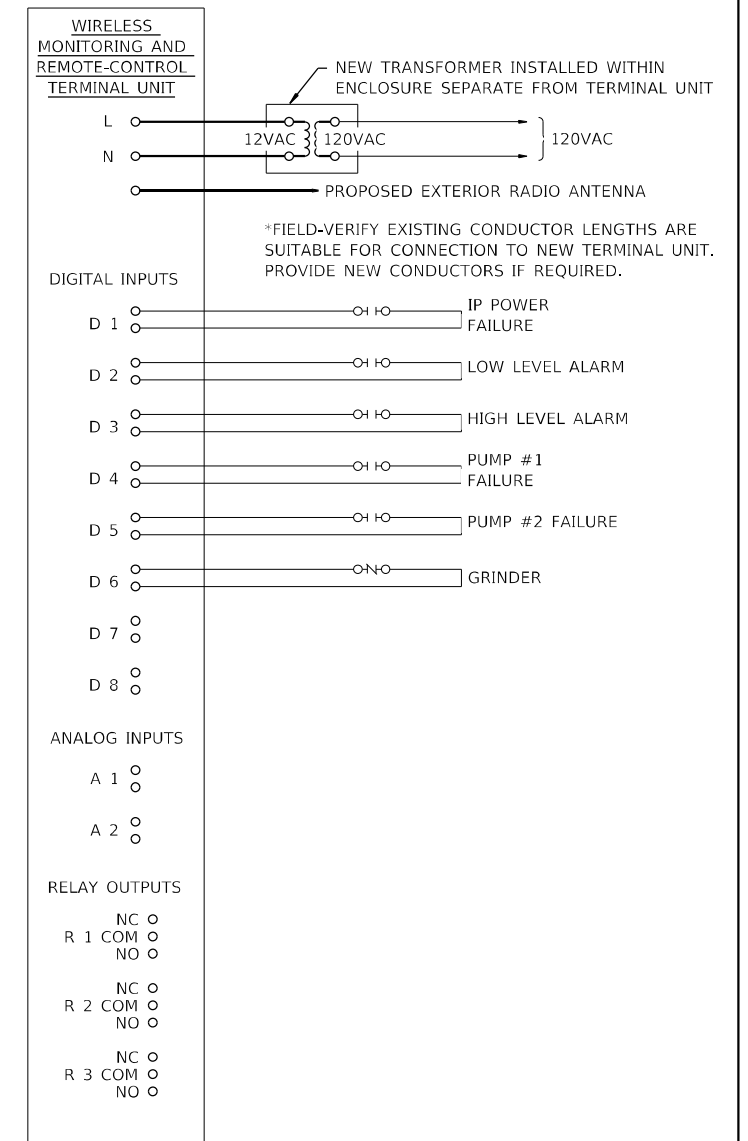 WIRELESS
MONITORING AND
REMOTE-CONTROL
TERMINAL UNIT
NEW TRANSFORMER INSTALLED WITHIN
ENCLOSURE SEPARATE FROM TERMINAL UNIT
L
12VAC
120VAC
120VAC
N
PROPOSED EXTERIOR RADIO ANTENNA
*FIELD-VERIFY EXISTING CONDUCTOR LENGTHS ARE
SUITABLE FOR CONNECTION TO NEW TERMINAL UNIT.
PROVIDE NEW CONDUCTORS IF REQUIRED.
DIGITAL INPUTS
D 1
IP POWER
FAILURE
D 2
LOW LEVEL ALARM
D 3
HIGH LEVEL ALARM
D 4
PUMP #1
FAILURE
D 5
PUMP #2 FAILURE
D 6
GRINDER
D 7
D 8
ANALOG INPUTS
A 1
A 2
RELAY OUTPUTS
NC
R 1 COM
NO
NC
R 2 COM
NO
NC
R 3 COM
NO